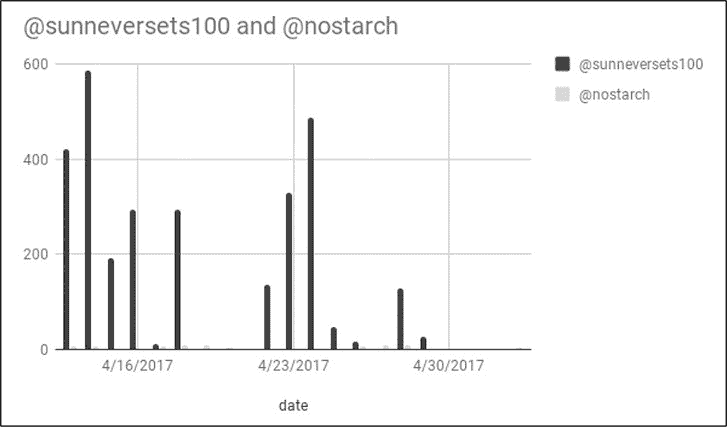 @sunneversets100 and @nostarch
@sunneversets100
@nostarch
600
400
200
0
4/16/2017
4/23/2017
4/30/2017
date